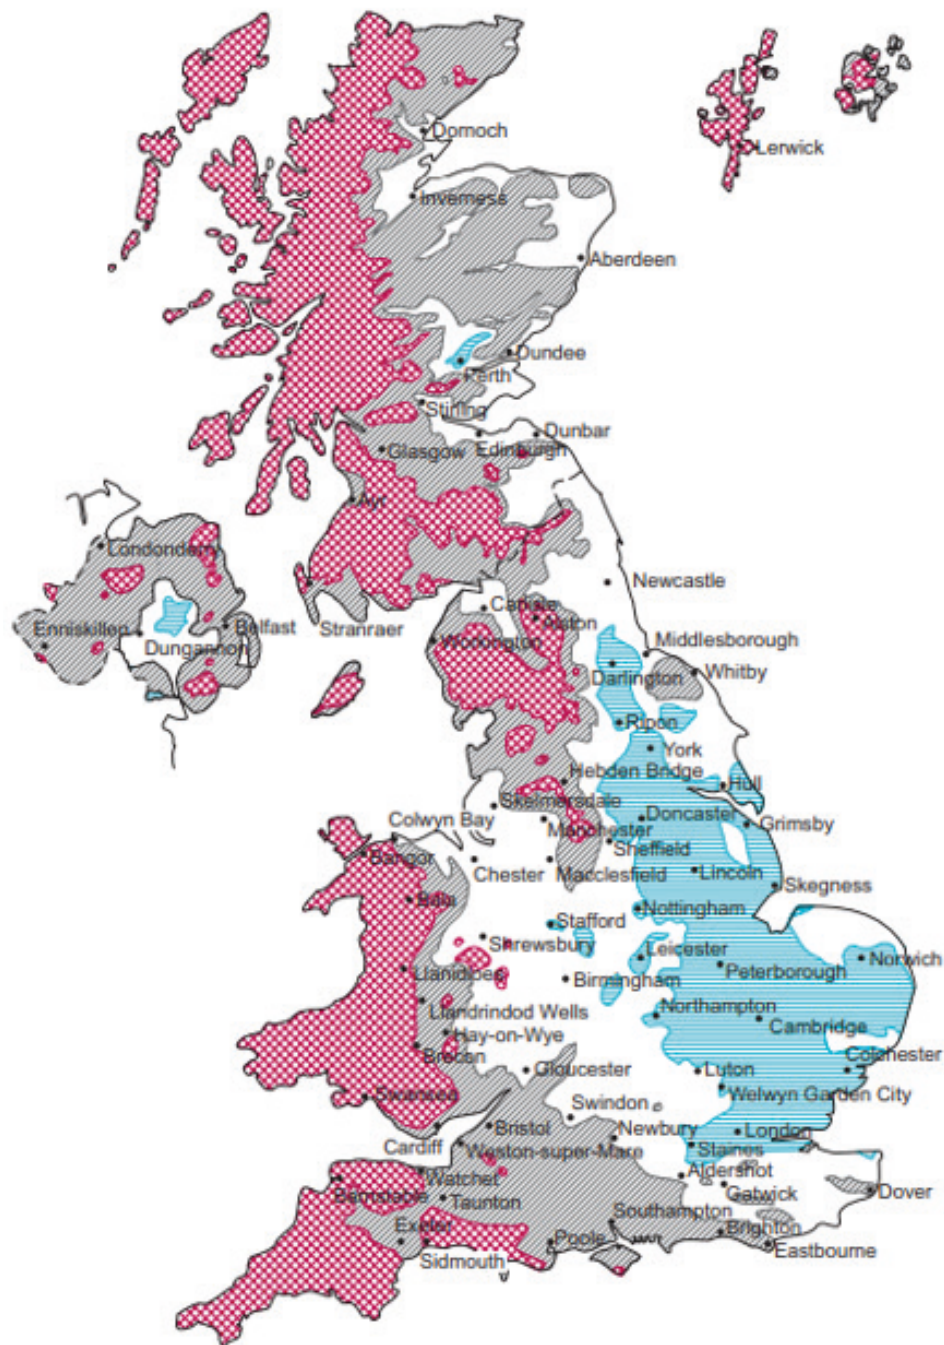 Dornoch
Lerwick
Inverness
Aberdeen
Dundee
Perth
Stirling
Dunbar
Edinburgh
Glasgow
Ayr
Londonderry
Newcastle
Carlisle
Alston
Enniskillen
Belfast
Stranraer
Dungannon
Workington
Middlesborough
Darlington
Whitby
Ripon
York
Hebden Bridge
Hull
Skelmersdale
Doncaster
Manchester
Grimsby
Colwyn Bay
Sheffield
Bangor
Chester
Macclesfield
Lincoln
Skegness
Bala
Nottingham
Stafford
Shrewsbury
Leicester
Norwich
Llanidloes
Birmingham
Peterborough
Llandrindod Wells
Northampton
Cambridge
Hay-on-Wye
Brecon
Colchester
Gloucester
Luton
Welwyn Garden City
Swansea
Swindon
Cardiff
Bristol
Newbury
London
Weston-super-Mare
Staines
Watchet
Aldershot
Barnstaple
Taunton
Gatwick
Dover
Southampton
Exeter
Brighton
Sidmouth
Poole
Eastbourne